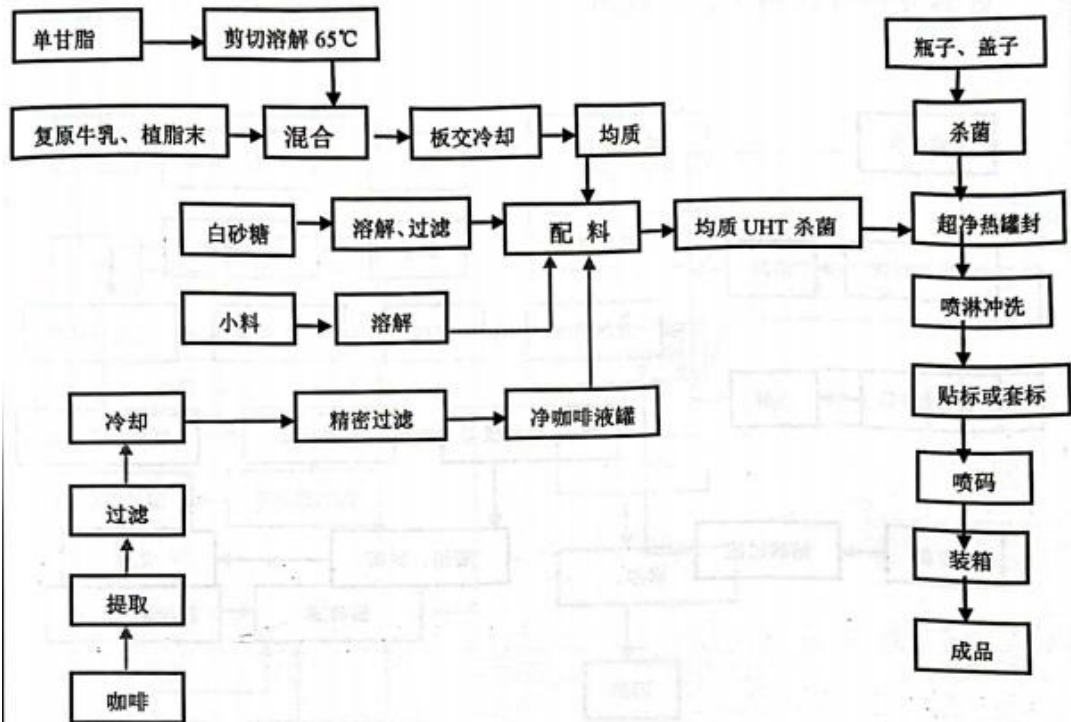 单甘脂
剪切溶解 65℃
瓶子、盖子
复原牛乳、植脂末
混合
板交冷却
均质
杀菌
白砂糖
溶解、过滤
配 料
均质 UHT 杀菌
超净热罐封
小料
溶解
喷淋冲洗
冷却
精密过滤
净咖啡液罐
贴标或套标
过滤
喷码
提取
装箱
咖啡
成品